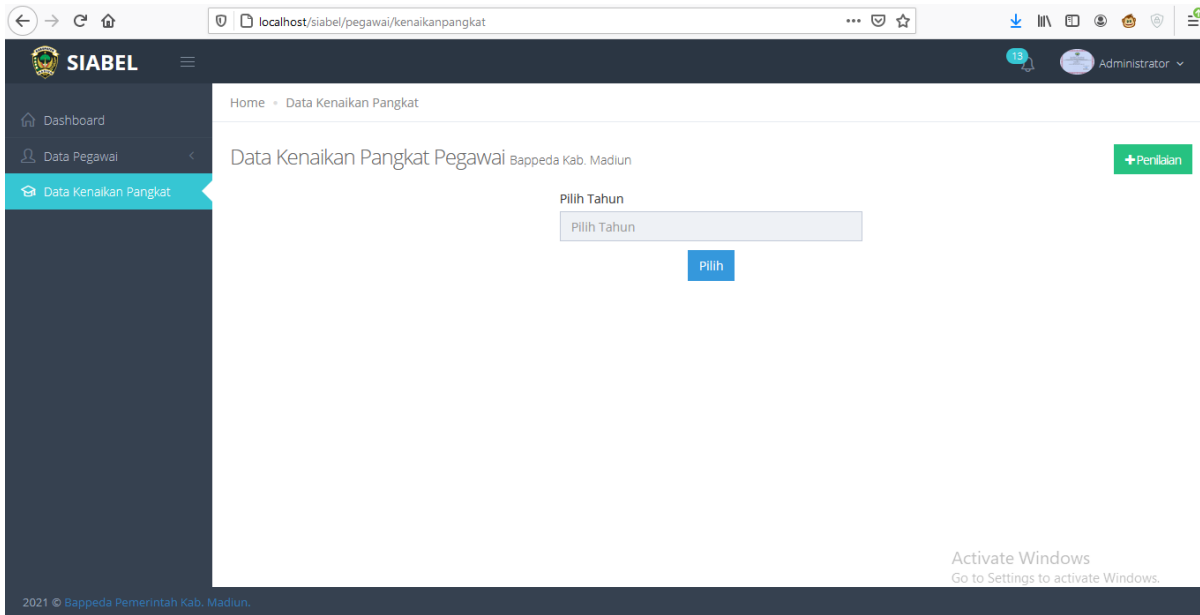 localhost/siabel/pegawai/kenaikanpangkat
SIABEL
13
Administrator
Home
Data Kenaikan Pangkat
Dashboard
Data Pegawai
Data Kenaikan Pangkat
Data Kenaikan Pangkat Pegawai Bappeda Kab. Madiun
+Penilaian
Pilih Tahun
Pilih Tahun
Pilih
Activate Windows
Go to Settings to activate Windows.
2021 © Bappeda Pemerintah Kab. Madiun.